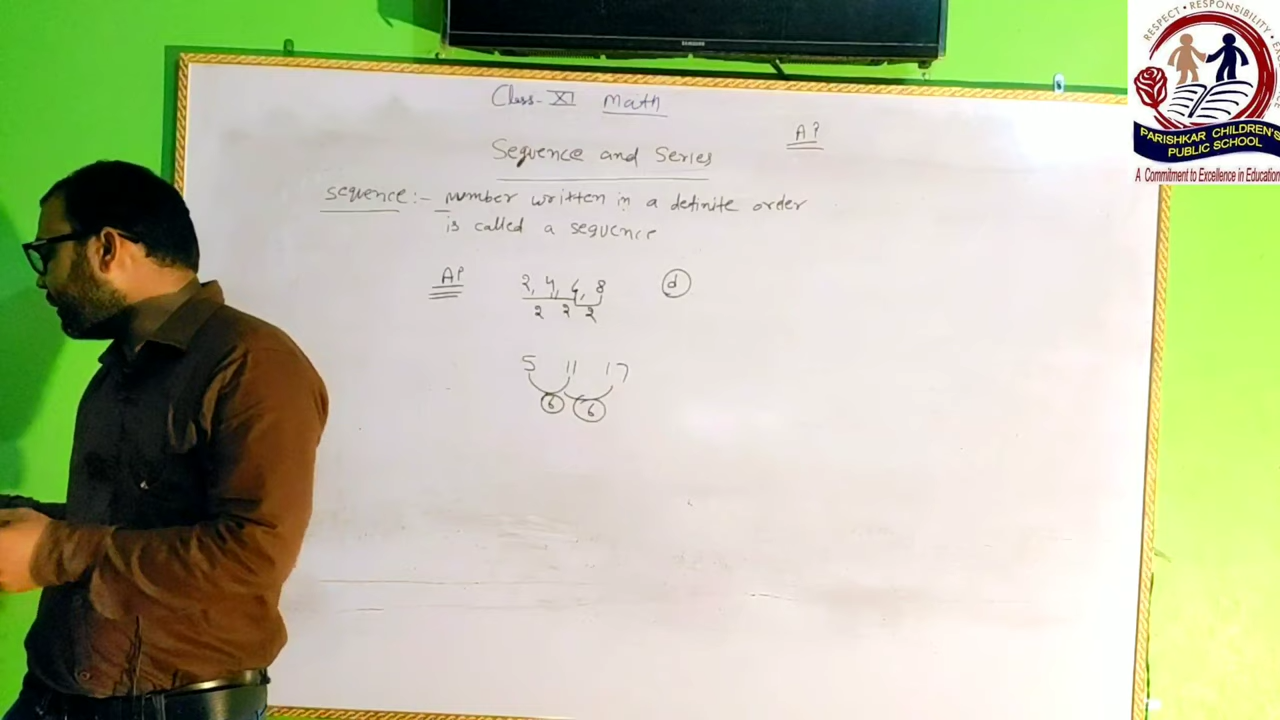 SAMSUNG
Class- XI Math
AP
Sequence and Series
sequence:- number written in a definite order
is called a sequence
AP 2, 4, 6, 8 d
2 2 2
5 11 17
6 6
RESPECT • RESPONSIBILITY •
PARISHKAR CHILDREN'S
PUBLIC SCHOOL
A Commitment to Excellence in Education